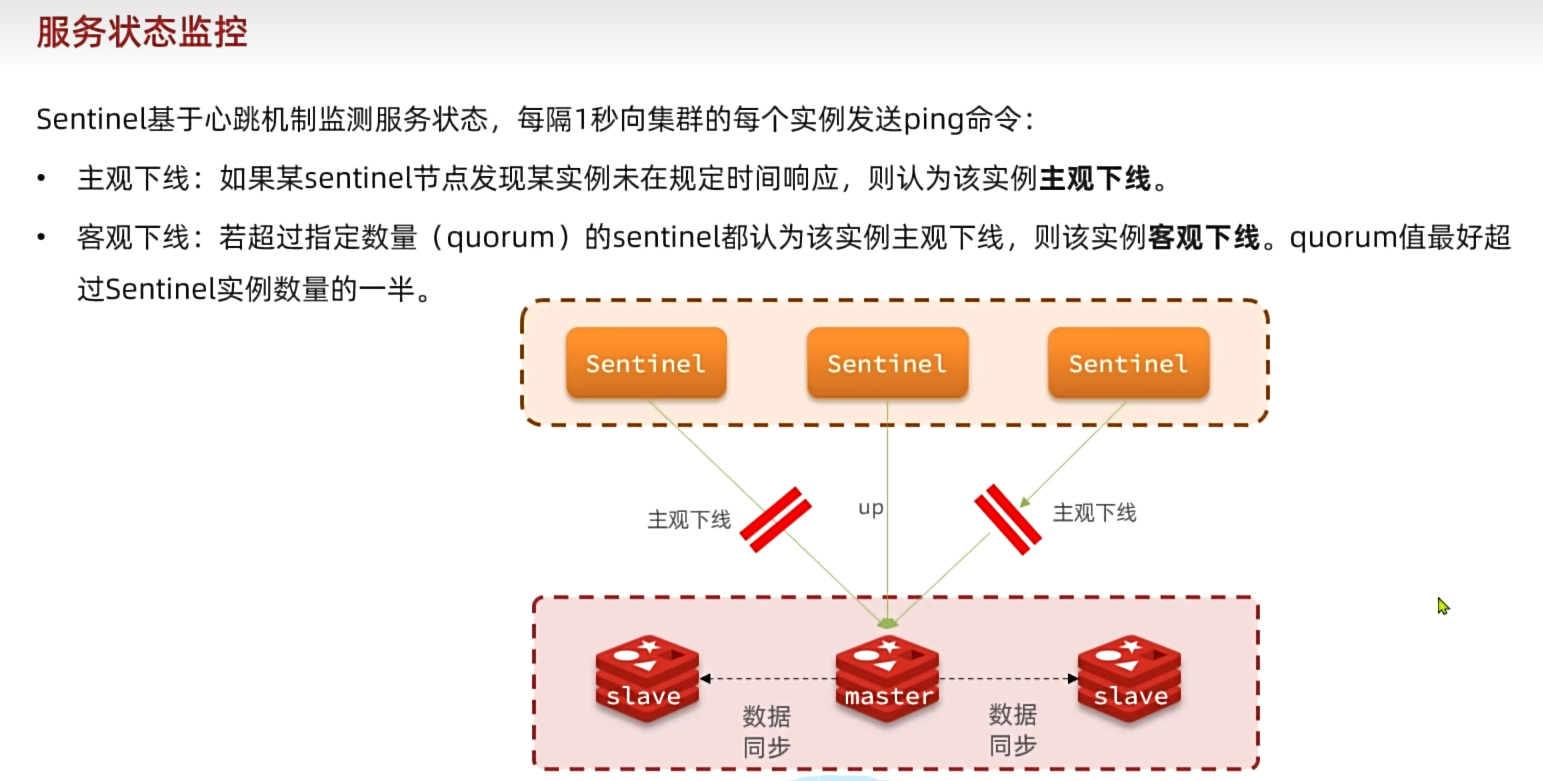 服务状态监控
Sentinel基于心跳机制监测服务状态，每隔1秒向集群的每个实例发送ping命令：
• 主观下线：如果某sentinel节点发现某实例未在规定时间响应，则认为该实例主观下线。
• 客观下线：若超过指定数量（quorum）的sentinel都认为该实例主观下线，则该实例客观下线。quorum值最好超
过Sentinel实例数量的一半。
Sentinel Sentinel Sentinel
主观下线 up 主观下线
slave master slave
数据 数据
同步 同步